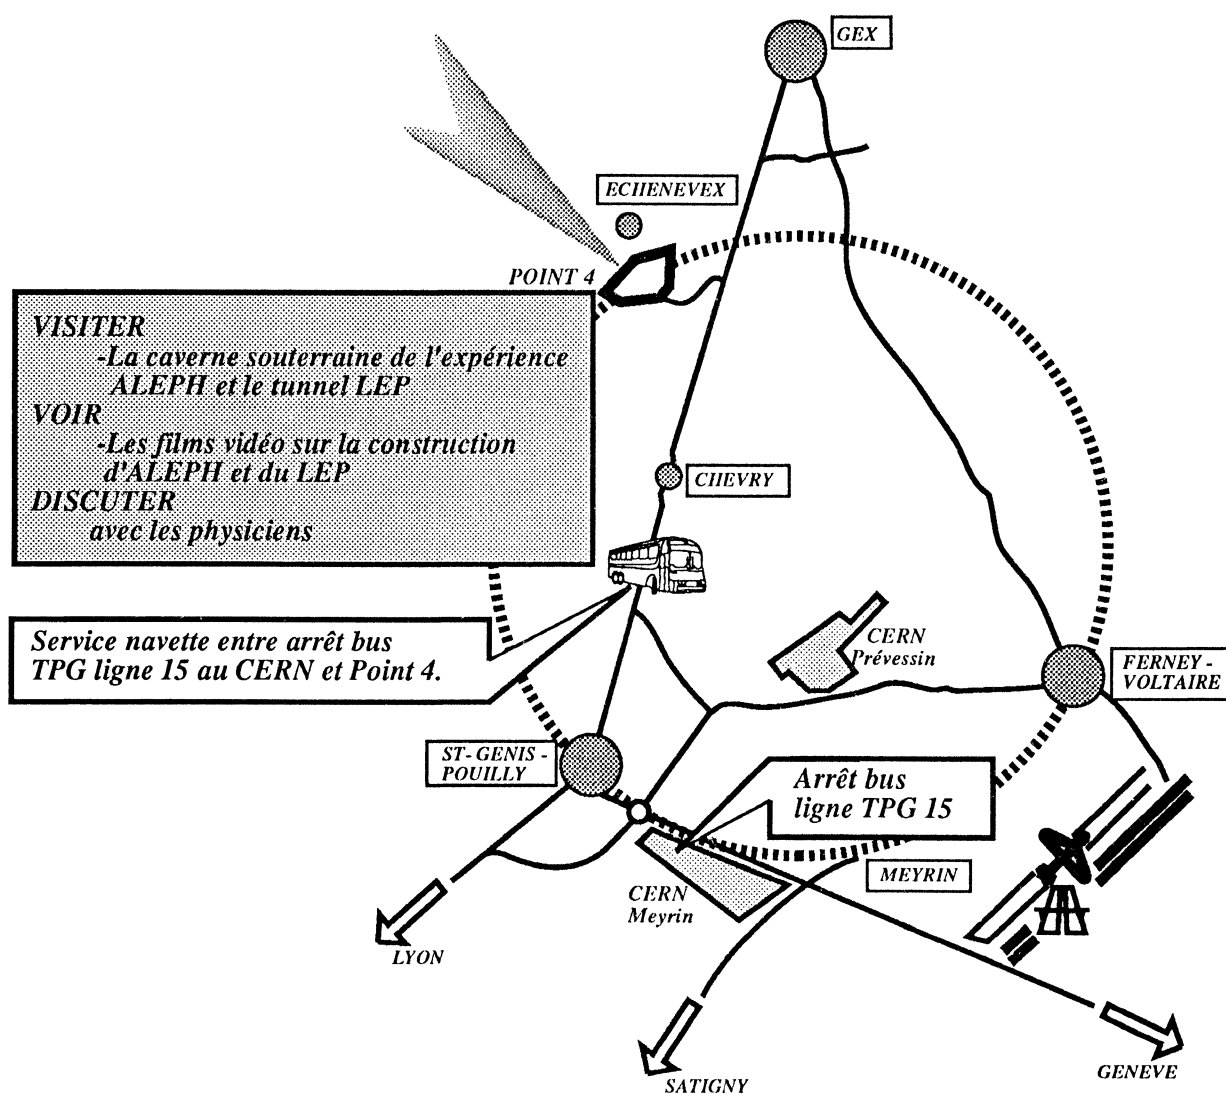 GEX
ECHENEVEX
POINT 4
VISITER
-La caverne souterraine de l'expérience
ALEPH et le tunnel LEP
VOIR
-Les films vidéo sur la construction
d'ALEPH et du LEP
DISCUTER
avec les physiciens
CHEVRY
Service navette entre arrêt bus
TPG ligne 15 au CERN et Point 4.
CERN
Prévessin
FERNEY -
VOLTAIRE
ST- GENIS -
POUILLY
Arrêt bus
ligne TPG 15
MEYRIN
CERN
Meyrin
LYON
SATIGNY
GENEVE